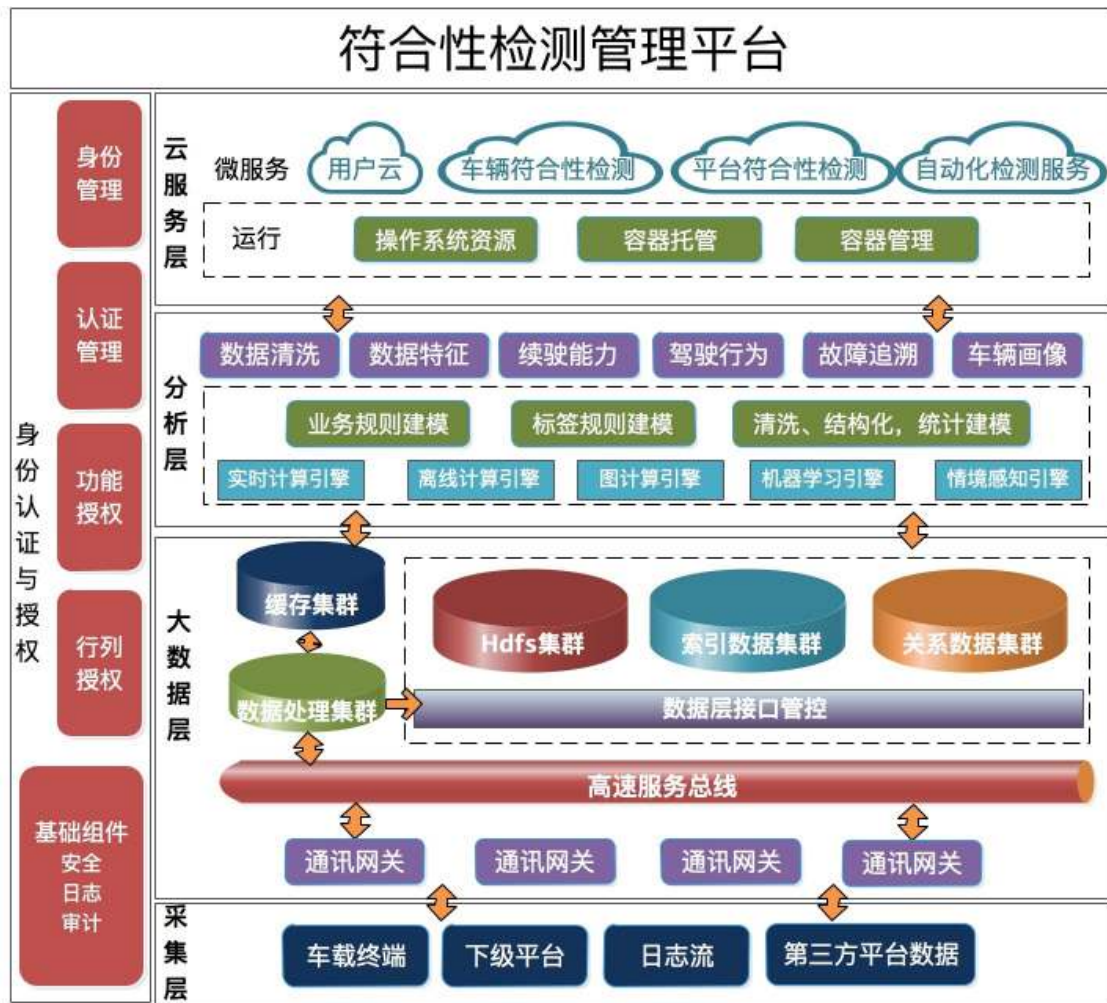 符合性检测管理平台
身份认证与授权
身份
管理
认证
管理
功能
授权
行列
授权
基础组件
安全
日志
审计
云服务层
微服务
用户云
车辆符合性检测
平台符合性检测
自动化检测服务
运行
操作系统资源
容器托管
容器管理
分析层
数据清洗
数据特征
续驶能力
驾驶行为
故障追溯
车辆画像
业务规则建模
标签规则建模
清洗、结构化，统计建模
实时计算引擎
离线计算引擎
图计算引擎
机器学习引擎
情境感知引擎
大数据层
缓存集群
Hdfs集群
索引数据集群
关系数据集群
数据处理集群
数据层接口管控
高速服务总线
通讯网关
通讯网关
通讯网关
通讯网关
采集层
车载终端
下级平台
日志流
第三方平台数据